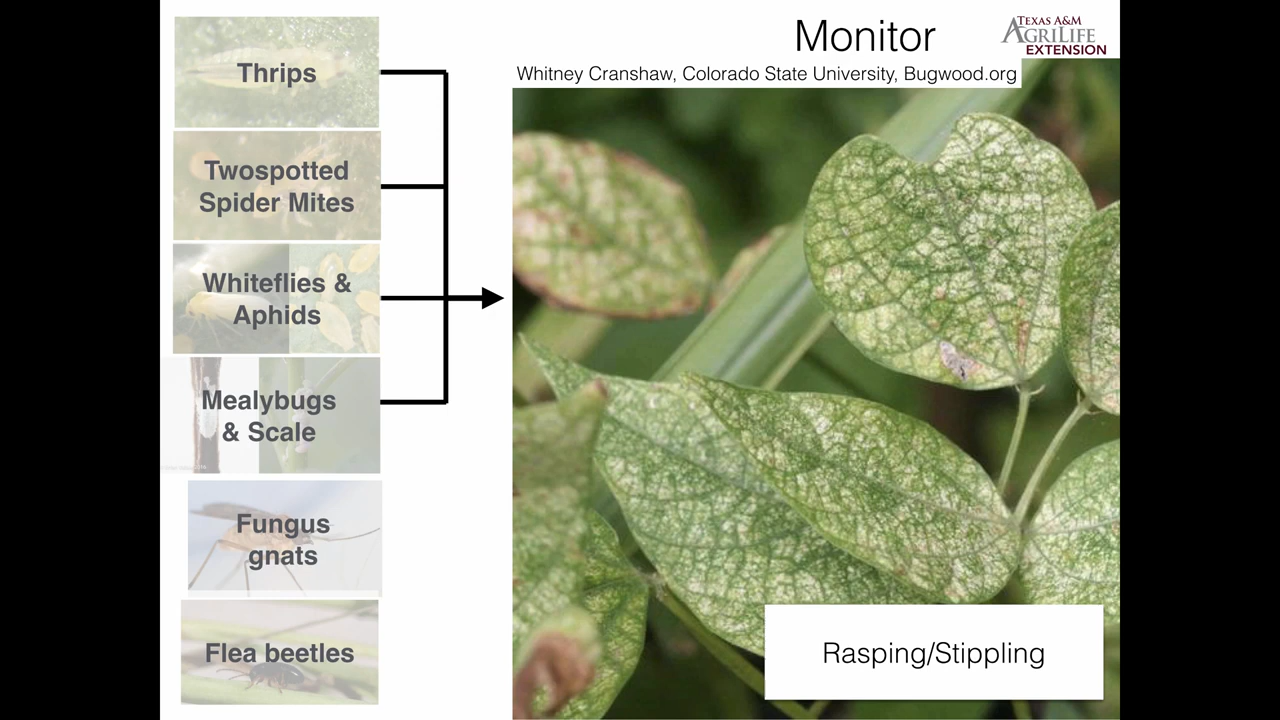 Monitor
TEXAS A&M
AGRILIFE
EXTENSION
Whitney Cranshaw, Colorado State University, Bugwood.org
Thrips
Twospotted
Spider Mites
Whiteflies &
Aphids
Mealybugs
& Scale
Fungus
gnats
Flea beetles
Rasping/Stippling